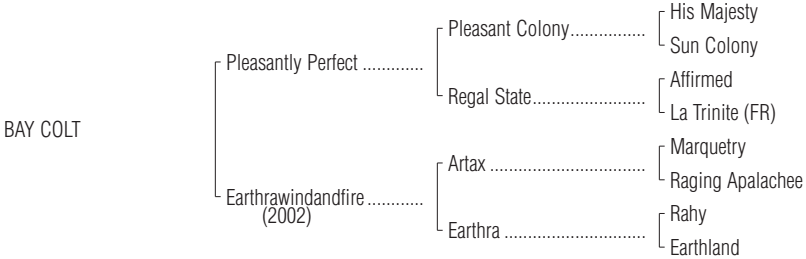 His Majesty
Pleasant Colony................
Sun Colony
Pleasantly Perfect .............
Affirmed
Regal State........................
La Trinite (FR)
BAY COLT
Marquetry
Artax .................................
Raging Apalachee
Earthrawindandfire ............
(2002)
Rahy
Earthra ..............................
Earthland